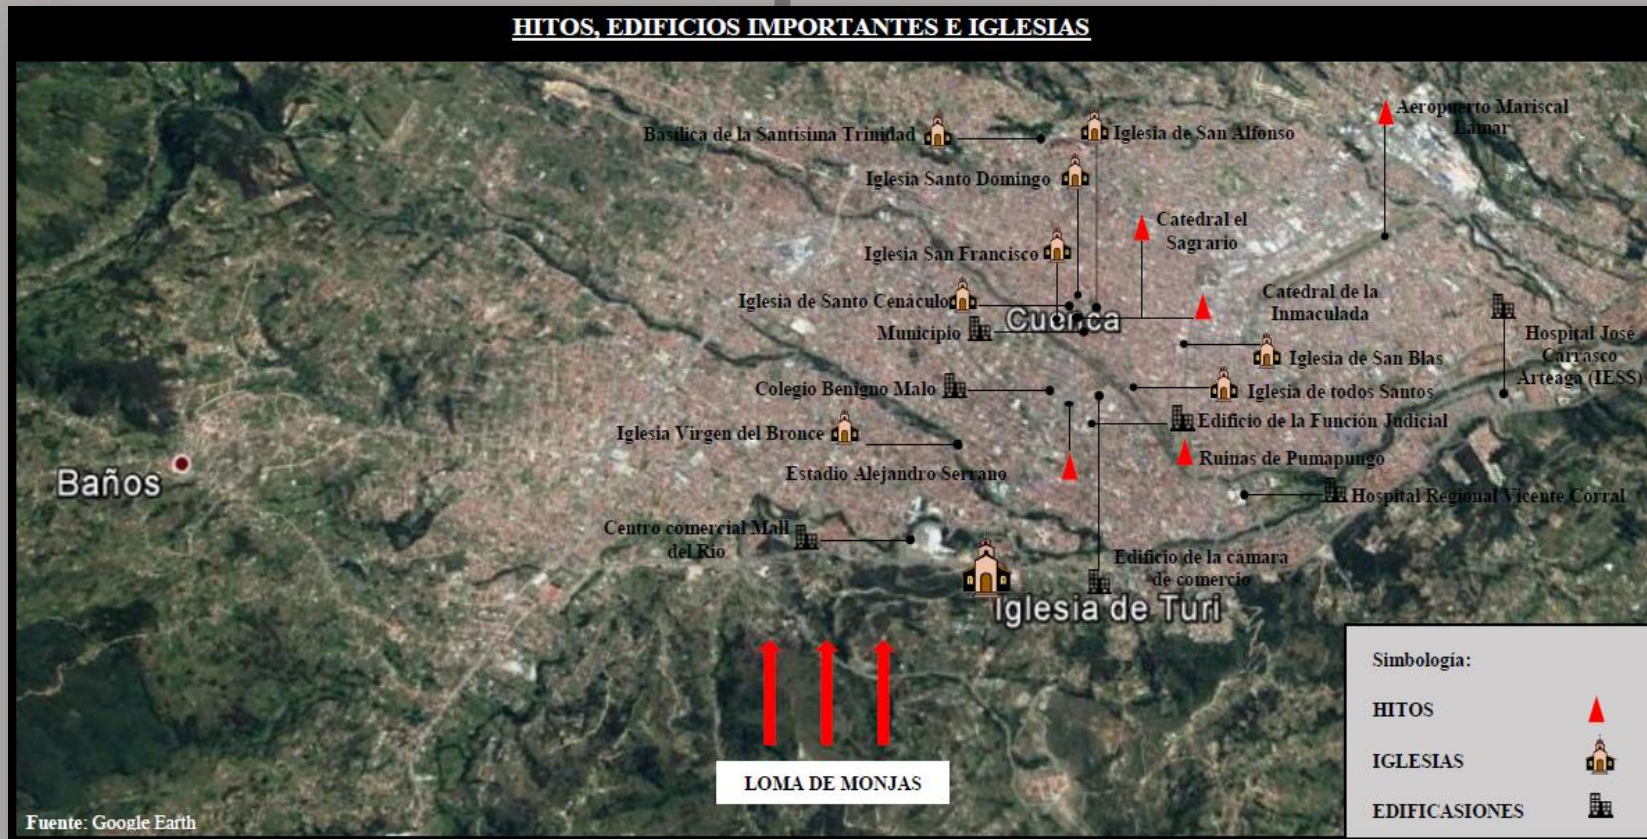 HITOS, EDIFICIOS IMPORTANTES E IGLESIAS
Aeropuerto Mariscal
Lamar
Basílica de la Santísima Trinidad
Iglesia de San Alfonso
Iglesia Santo Domingo
Catedral el
Sagrario
Iglesia San Francisco
Iglesia de Santo Cenáculo
Catedral de la
Inmaculada
Cuenca
Municipio
Hospital José
Carrasco
Arteaga (IESS)
Iglesia de San Blas
Colegio Benigno Malo
Iglesia de todos Santos
Edificio de la Función Judicial
Iglesia Virgen del Bronce
Ruinas de Pumapungo
Estadio Alejandro Serrano
Baños
Hospital Regional Vicente Corral
Centro comercial Mall
del Río
Edificio de la cámara
de comercio
Iglesia de Turi
Simbología:
HITOS
IGLESIAS
EDIFICASIONES
LOMA DE MONJAS
Fuente: Google Earth